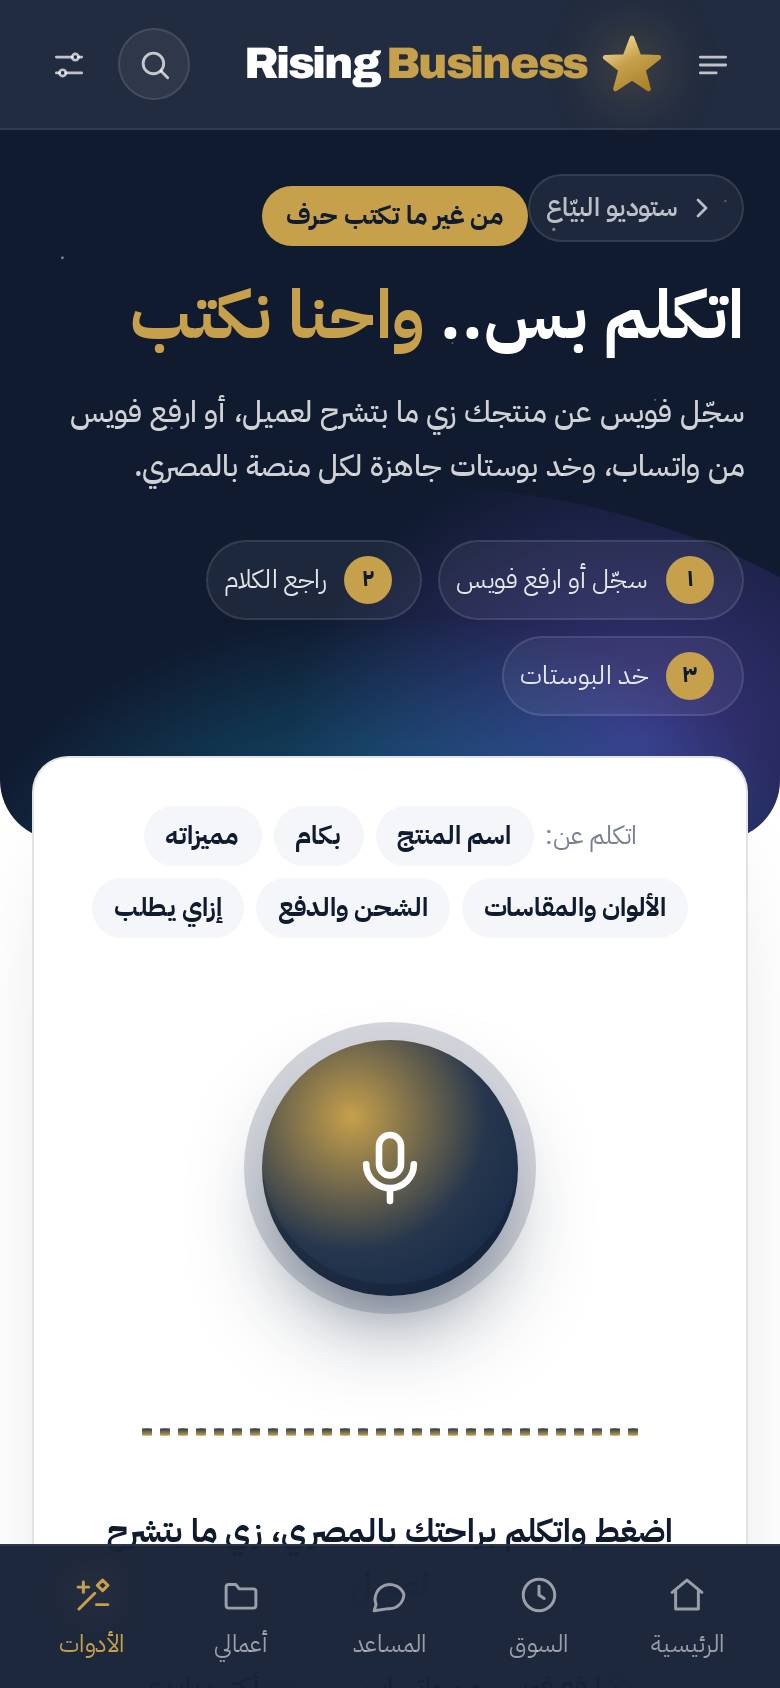 Rising Business
ستوديو البيّاع
من غير ما تكتب حرف
اتكلم بس.. واحنا نكتب
سجّل فويس عن منتجك زي ما بتشرح لعميل، أو ارفع فويس
من واتساب، وخد بوستات جاهزة لكل منصة بالمصري.
١ سجّل أو ارفع فويس
٢ راجع الكلام
٣ خد البوستات
اتكلم عن: اسم المنتج بكام مميزاته
الألوان والمقاسات الشحن والدفع إزاي يطلب
اضغط واتكلم براحتك بالمصري، زي ما بتشرح
الرئيسية السوق المساعد أعمالي الأدوات